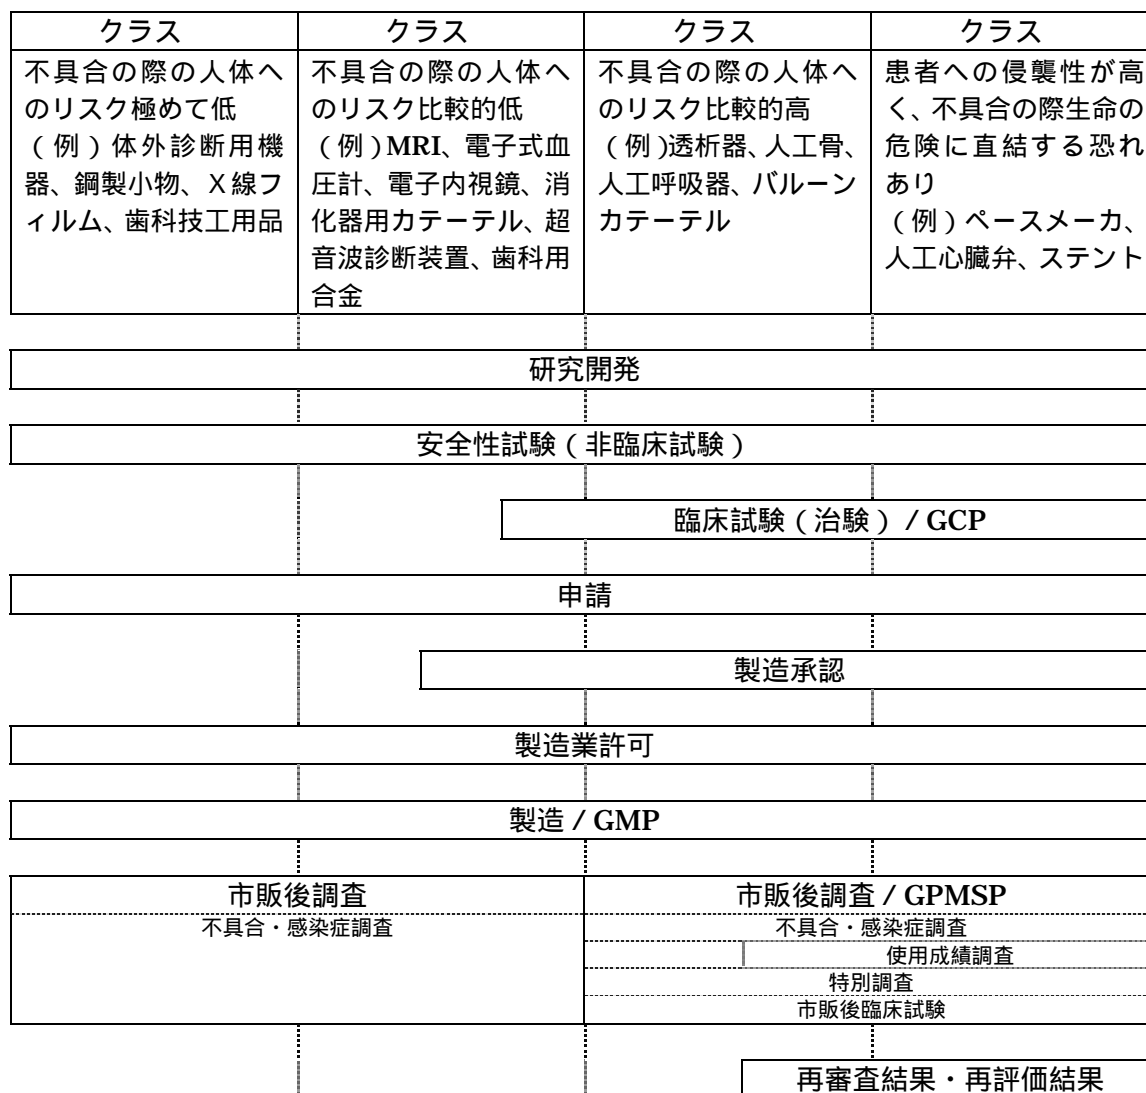 クラス
不具合の際の人体へ
のリスク極めて低
(例)体外診断用機
器、鋼製小物、X線フ
ィルム、歯科技工用品
クラス
不具合の際の人体へ
のリスク比較的低
(例)MRI、電子式血
圧計、電子内視鏡、消
化器用カテーテル、超
音波診断装置、歯科用
合金
クラス
不具合の際の人体へ
のリスク比較的高
(例)透析器、人工骨、
人工呼吸器、バルーン
カテーテル
クラス
患者への侵襲性が高
く、不具合の際生命の
危険に直結する恐れ
あり
(例)ペースメーカ、
人工心臓弁、ステント
研究開発
安全性試験(非臨床試験)
臨床試験(治験)/ GCP
申請
製造承認
製造業許可
製造 / GMP
市販後調査
不具合・感染症調査
市販後調査 / GPMSP
不具合・感染症調査
使用成績調査
特別調査
市販後臨床試験
再審査結果・再評価結果